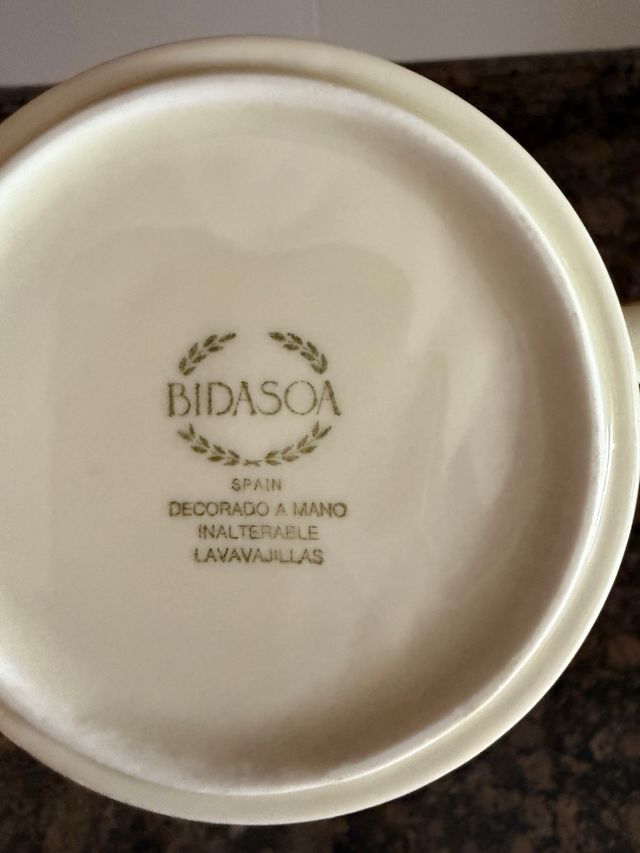 BIDASOA
SPAIN
DECORADO A MANO
INALTERABLE
LAVAVAJILLAS